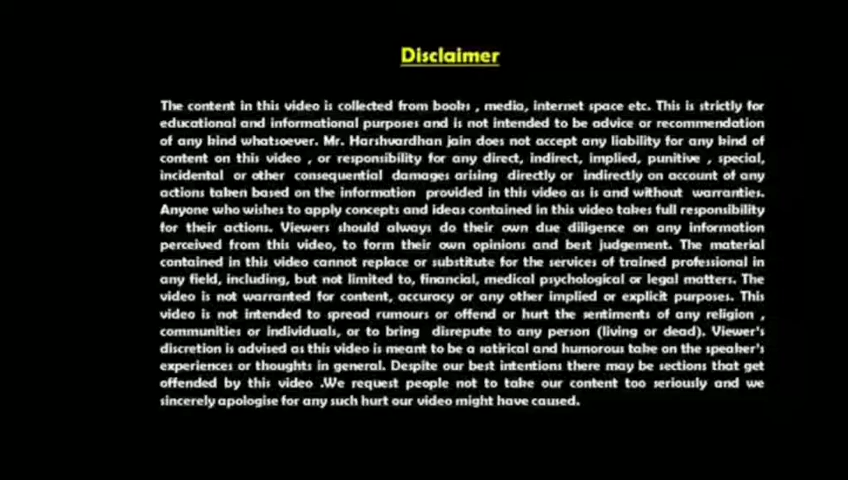 Disclaimer
The content in this video is collected from books , media, internet space etc. This is strictly for
educational and informational purposes and is not intended to be advice or recommendation
of any kind whatsoever. Mr. Harshvardhan Jain does not accept any liability for any kind of
content on this video , or responsibility for any direct, indirect, implied, punitive , special,
incidental or other consequential damages arising directly or indirectly on account of any
actions taken based on the information provided in this video as is and without warranties.
Anyone who wishes to apply concepts and ideas contained in this video takes full responsibility
for their actions. Viewers should always do their own due diligence on any information
perceived from this video, to form their own opinions and best judgement. The material
contained in this video cannot replace or substitute for the services of trained professional in
any field, including, but not limited to, financial, medical psychological or legal matters. The
video is not warranted for content, accuracy or any other implied or explicit purposes. This
video is not intended to spread rumours or offend or hurt the sentiments of any religion ,
communities or individuals, or to bring disrepute to any person (living or dead). Viewer's
discretion is advised as this video is meant to be a satirical and humorous take on the speaker's
experiences or thoughts in general. Despite our best intentions there may be sections that get
offended by this video .We request people not to take our content too seriously and we
sincerely apologise for any such hurt our video might have caused.